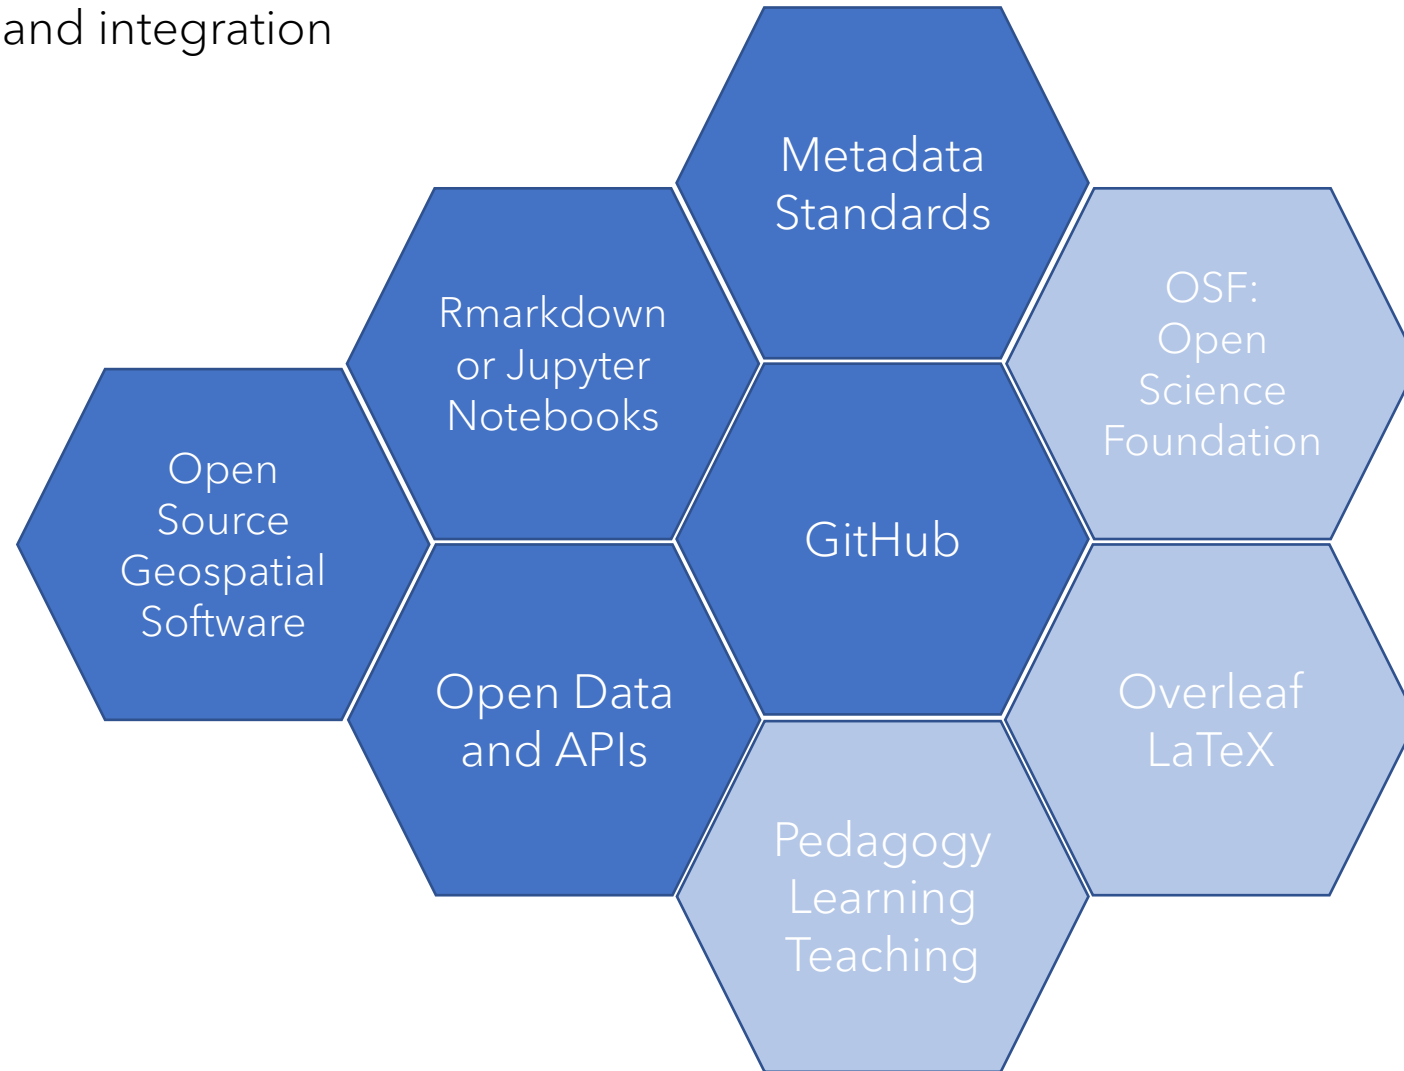 and integration
Metadata
Standards
Rmarkdown
or Jupyter
Notebooks
OSF:
Open
Science
Foundation
Open
Source
Geospatial
Software
GitHub
Open Data
and APIs
Overleaf
LaTeX
Pedagogy
Learning
Teaching